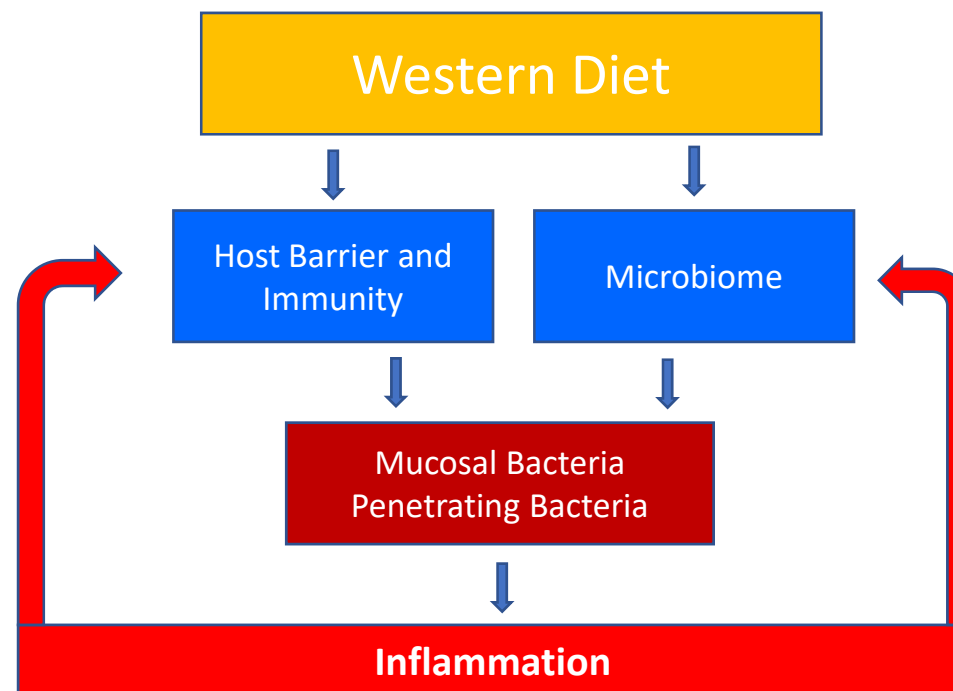 Western Diet
Host Barrier and
Immunity
Microbiome
Mucosal Bacteria
Penetrating Bacteria
Inflammation